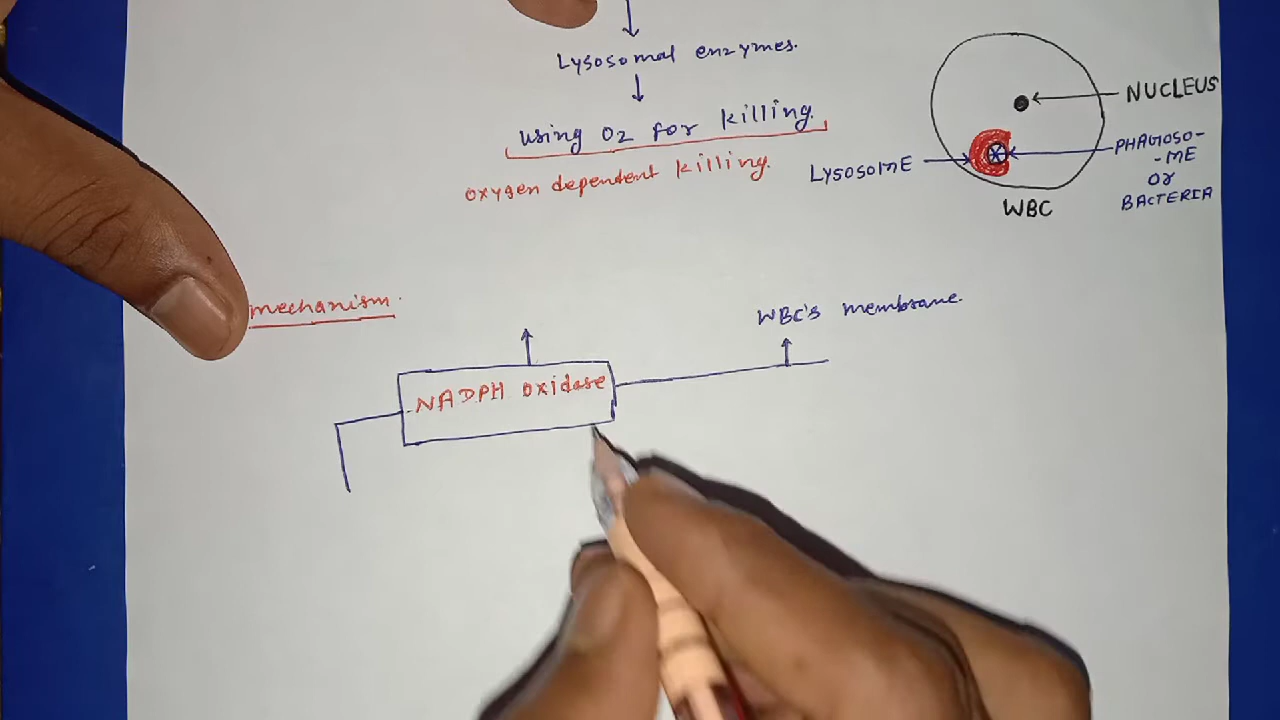 Lysosomal enzymes.
using O2 for killing.
oxygen dependent killing.
NUCLEUS
PHAGOSO-
-ME
or
BACTERIA
LYSOSOME
WBC
mechanism.
WBC's membrane.
NADPH oxidase